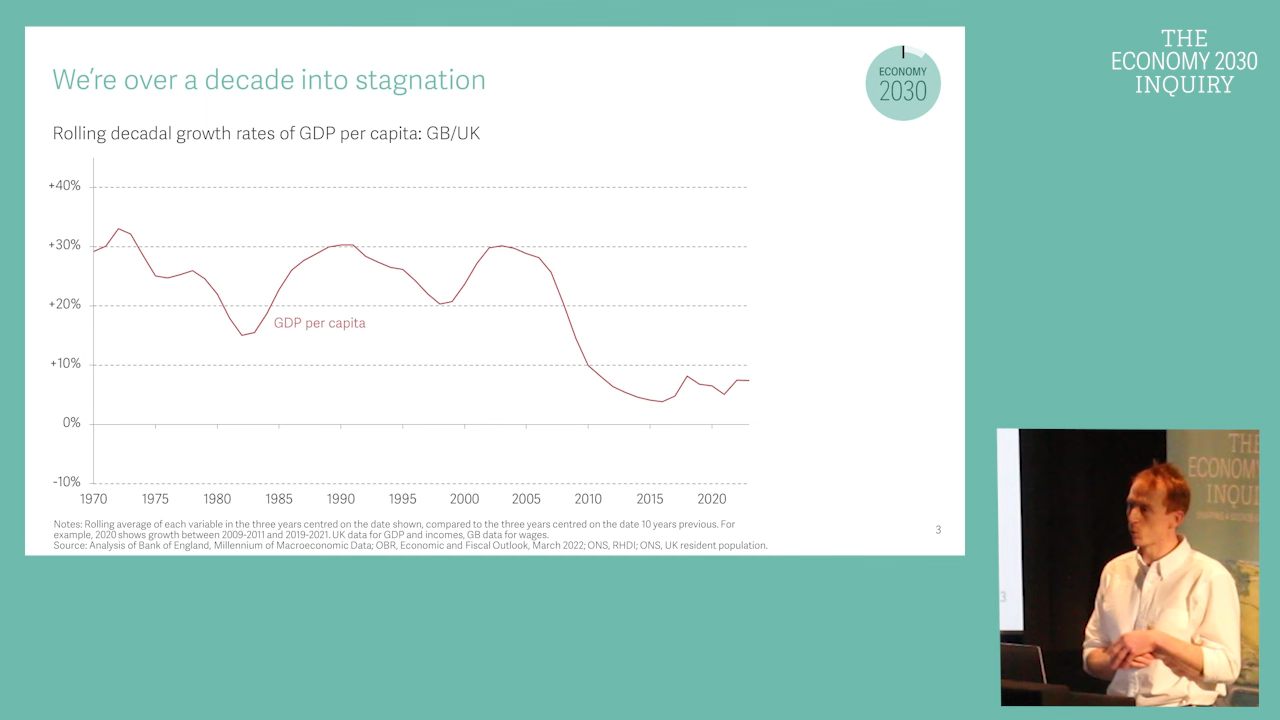 We're over a decade into stagnation
ECONOMY
2030
THE
ECONOMY 2030
INQUIRY
Rolling decadal growth rates of GDP per capita: GB/UK
+40%
+30%
+20%
GDP per capita
+10%
0%
-10%
1970 1975 1980 1985 1990 1995 2000 2005 2010 2015 2020
Notes: Rolling average of each variable in the three years centred on the date shown, compared to the three years centred on the date 10 years previous. For
example, 2020 shows growth between 2009-2011 and 2019-2021. UK data for GDP and incomes, GB data for wages.
Source: Analysis of Bank of England, Millennium of Macroeconomic Data; OBR, Economic and Fiscal Outlook, March 2022; ONS, RHDI; ONS, UK resident population.
3
THE
ECONOMY
INQUI
3